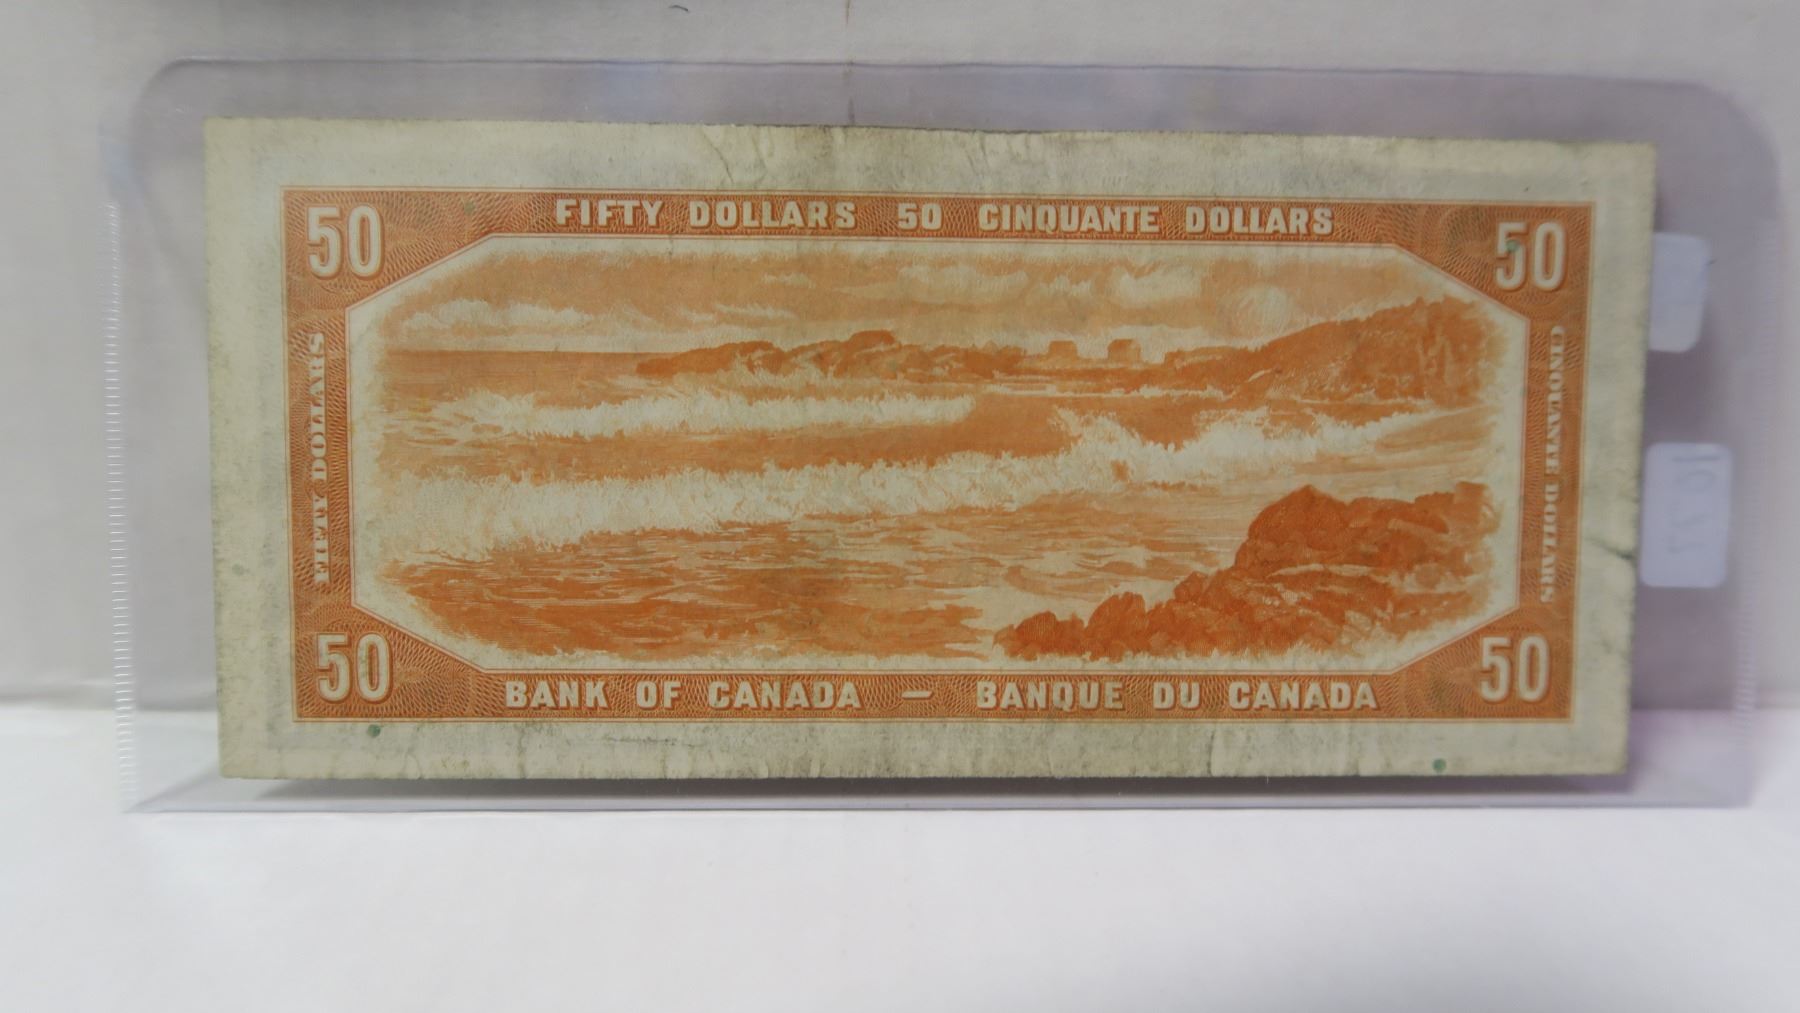 FIFTY DOLLARS 50 CINQUANTE DOLLARS
50
50
FIFTY DOLLARS
CINQUANTE DOLLARS
50
50
BANK OF CANADA — BANQUE DU CANADA